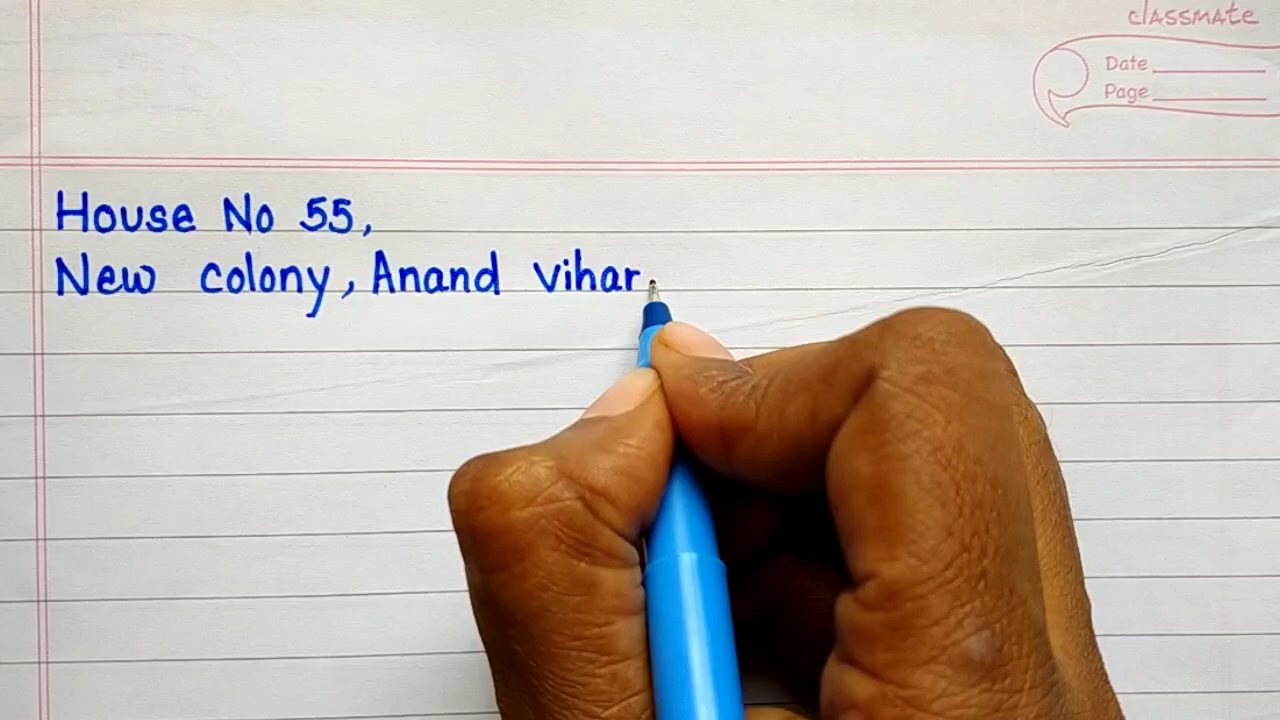 classmate
Date
Page
House No 55,
New colony, Anand vihar